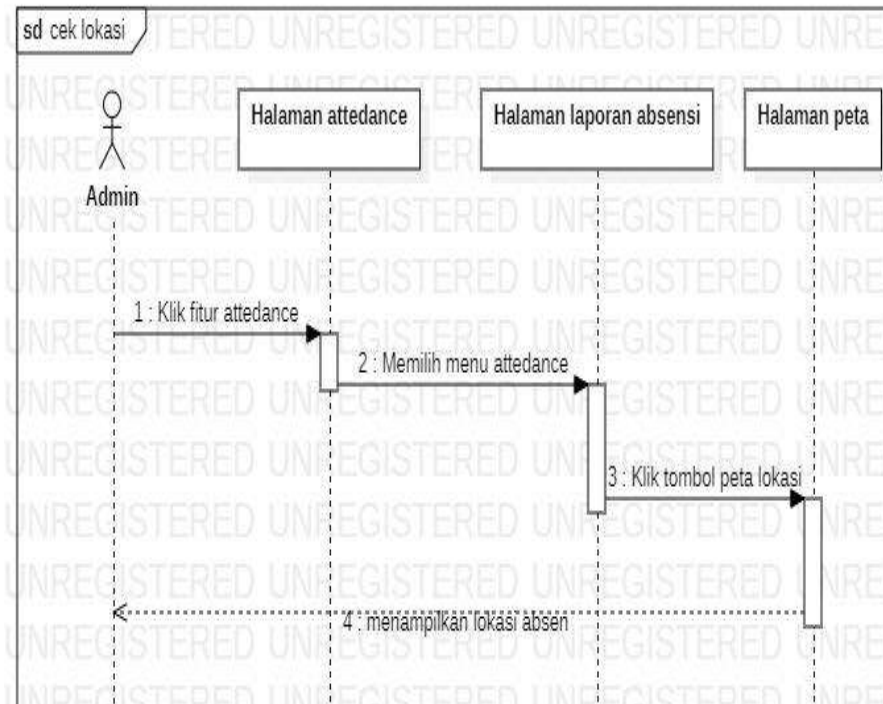 sd cek lokasi
Halaman attedance
Halaman laporan absensi
Halaman peta
Admin
1 : Klik fitur attedance
2 : Memilih menu attedance
3 : Klik tombol peta lokasi
4 : menampilkan lokasi absen
UNREGISTERED